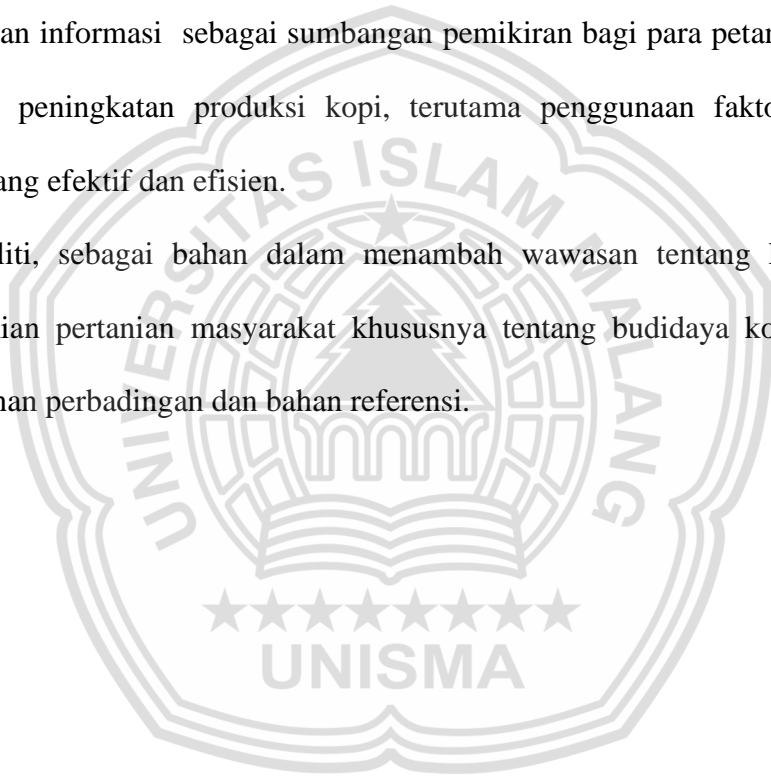 an informasi sebagai sumbangan pemikiran bagi para petan
peningkatan produksi kopi, terutama penggunaan fakto
ang efektif dan efisien.
liti, sebagai bahan dalam menambah wawasan tentang
ian pertanian masyarakat khususnya tentang budidaya ko
han perbadingan dan bahan referensi.
UNIVERSITAS ISLAM MALANG
UNISMA